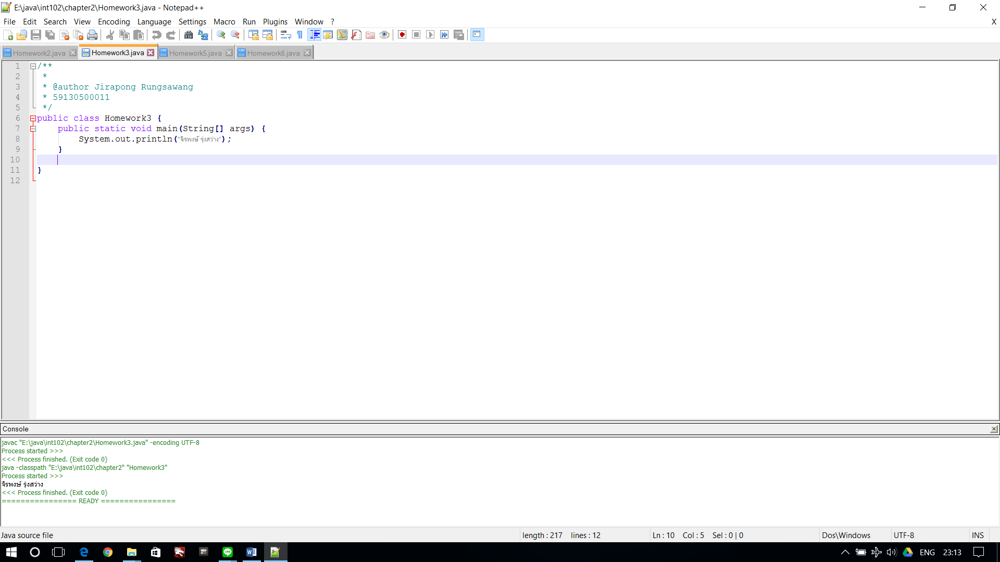 E:\java\int102\chapter2\Homework3.java - Notepad++
File Edit Search View Encoding Language Settings Macro Run Plugins Window ? X
Homework2.java Homework3.java Homework5.java Homework6.java
1 /**
2 *
3 * @author Jirapong Rungsawang
4 * 59130500011
5 */
6 public class Homework3 {
7 public static void main(String[] args) {
8 System.out.println("จิรพงษ์ รุ่งสว่าง");
9 }
10
11 }
12
Console
javac "E:\java\int102\chapter2\Homework3.java" -encoding UTF-8
Process started >>>
<<< Process finished. (Exit code 0)
java -classpath "E:\java\int102\chapter2" "Homework3"
Process started >>>
จิรพงษ์ รุ่งสว่าง
<<< Process finished. (Exit code 0)
================ READY ================
Java source file length : 217 lines : 12 Ln : 10 Col : 5 Sel : 0 | 0 Dos\Windows UTF-8 INS
ENG 23:13